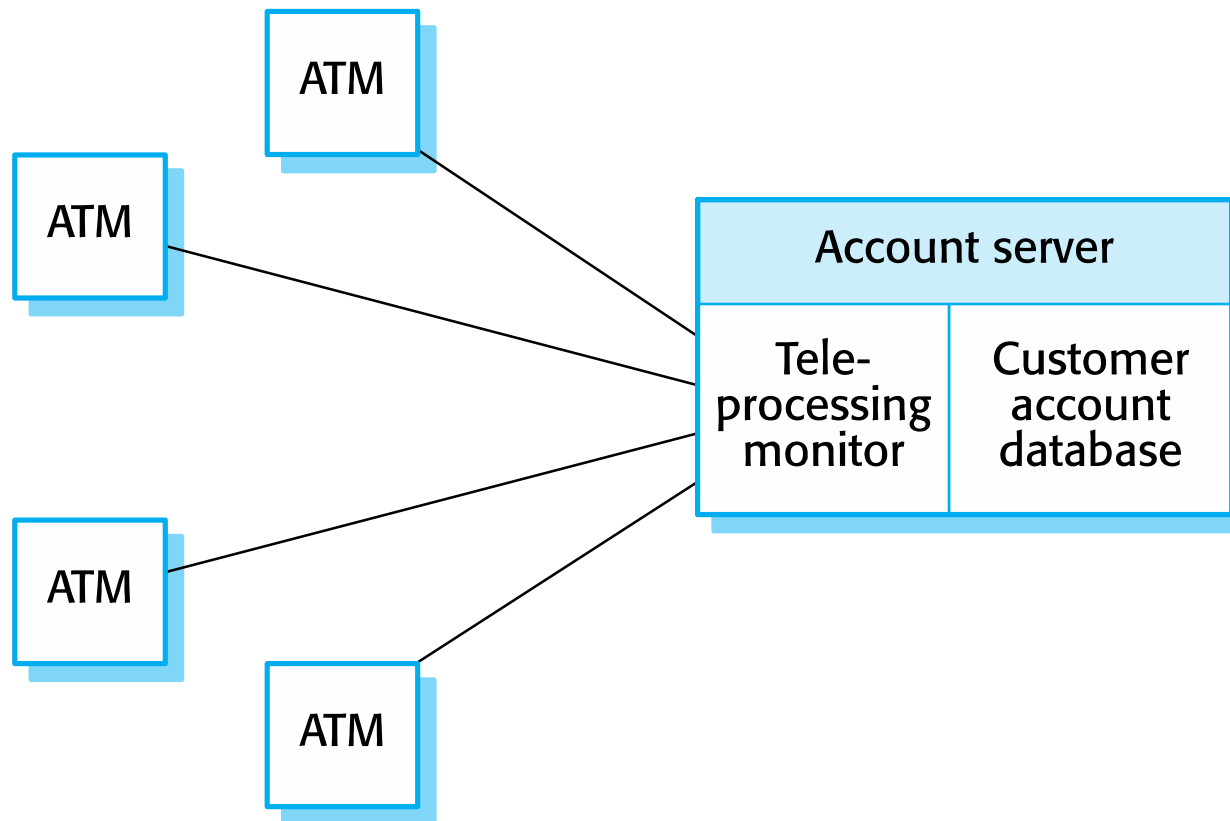 ATM
ATM
Account server
Tele-
processing
monitor
Customer
account
database
ATM
ATM